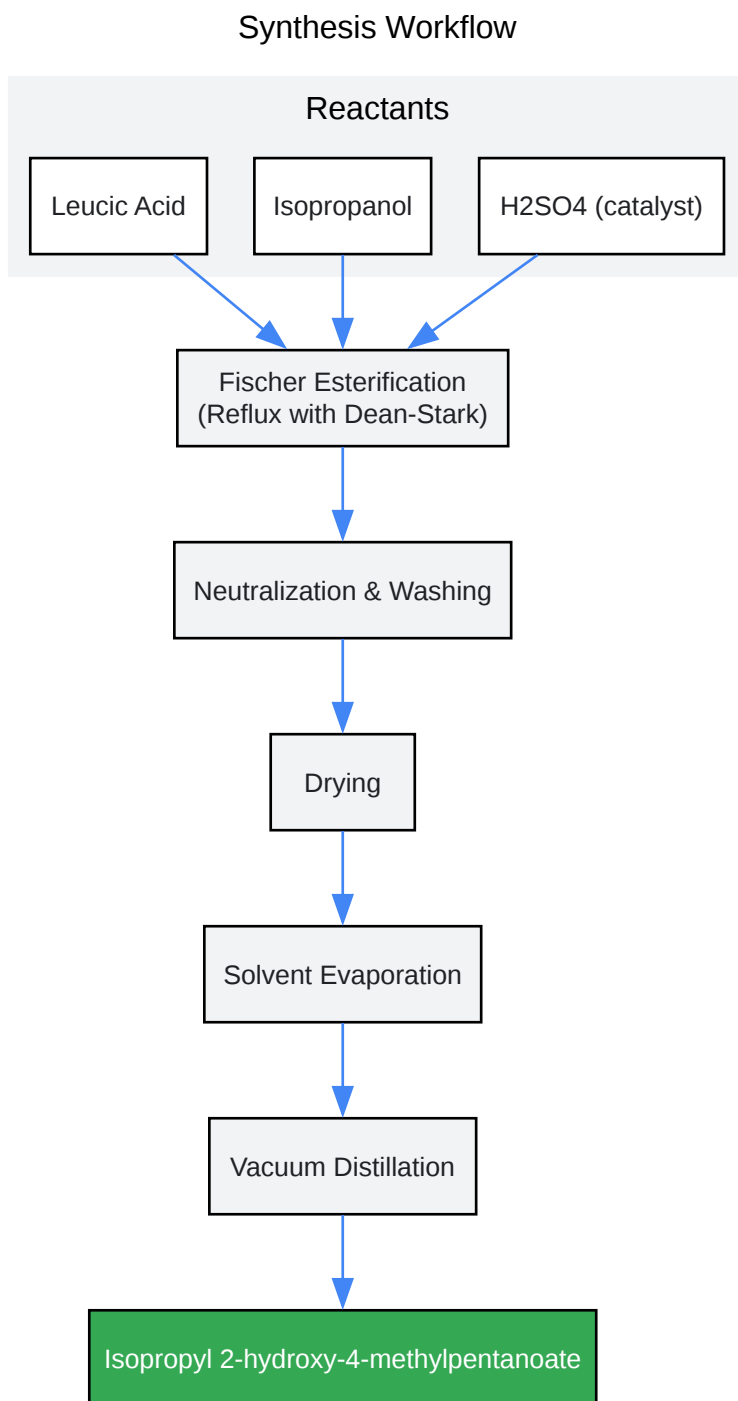 Synthesis Workflow
Reactants
Leucic Acid
Isopropanol
H2SO4 (catalyst)
Fischer Esterification
(Reflux with Dean-Stark)
Neutralization & Washing
Drying
Solvent Evaporation
Vacuum Distillation
Isopropyl 2-hydroxy-4-methylpentanoate